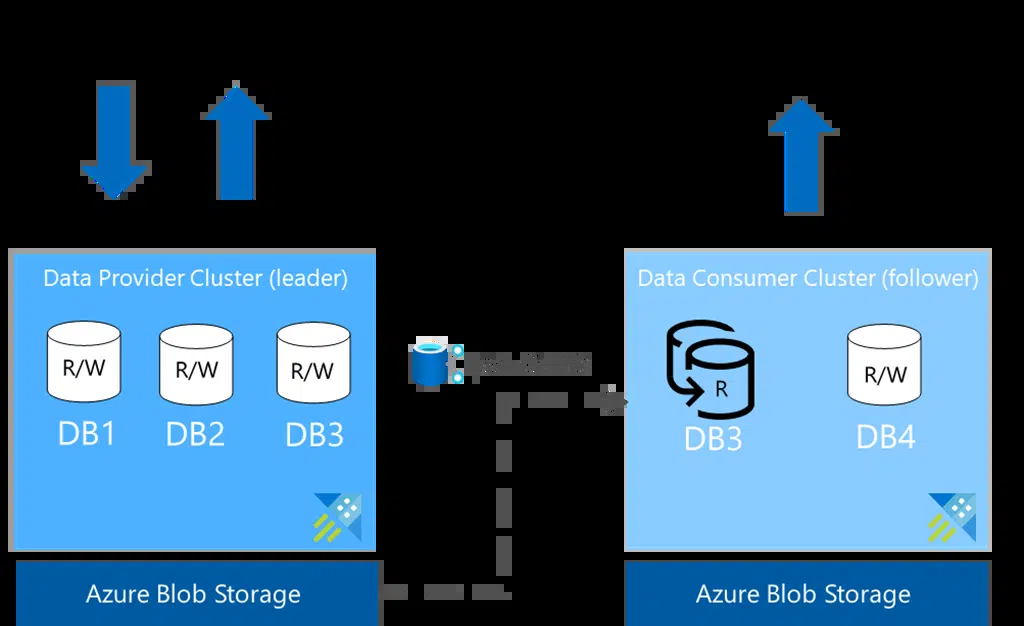 Data Provider Cluster (leader)
Data Consumer Cluster (follower)
R/W
R/W
R/W
R
R/W
DB1
DB2
DB3
DB3
DB4
Azure Blob Storage
Azure Blob Storage